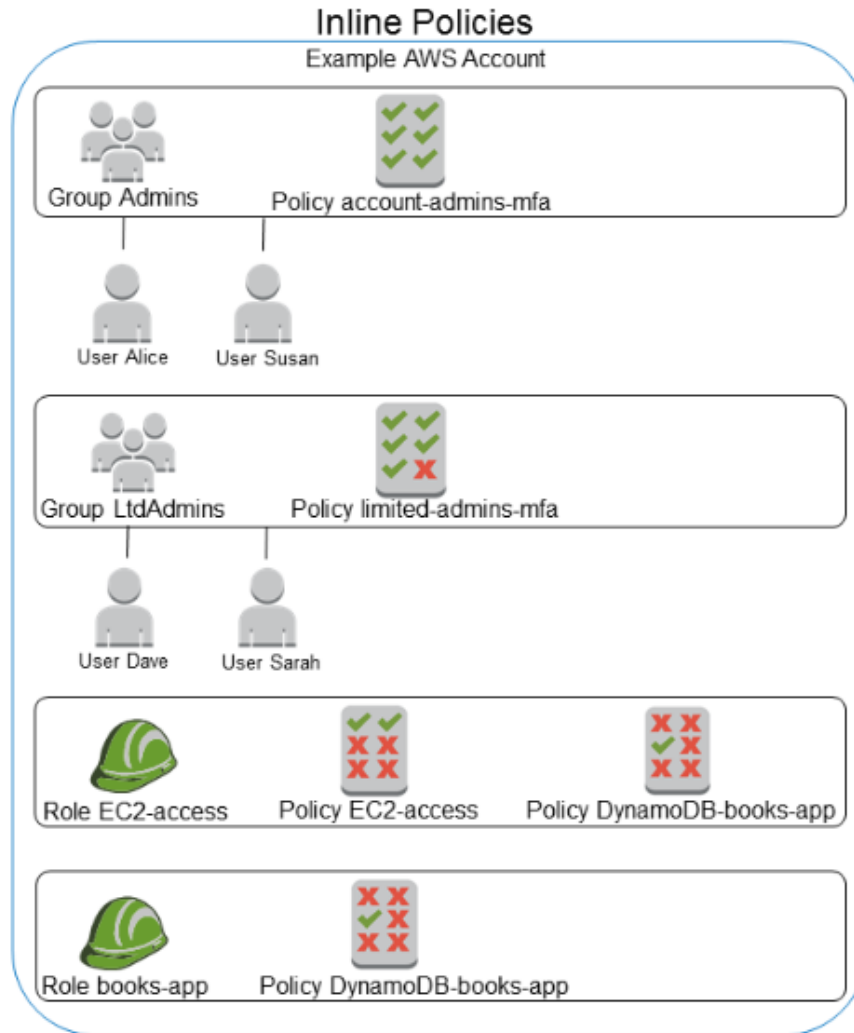 Inline Policies
Example AWS Account
Group Admins
Policy account-admins-mfa
User Alice
User Susan
Group LtdAdmins
Policy limited-admins-mfa
User Dave
User Sarah
Role EC2-access
Policy EC2-access
Policy DynamoDB-books-app
Role books-app
Policy DynamoDB-books-app